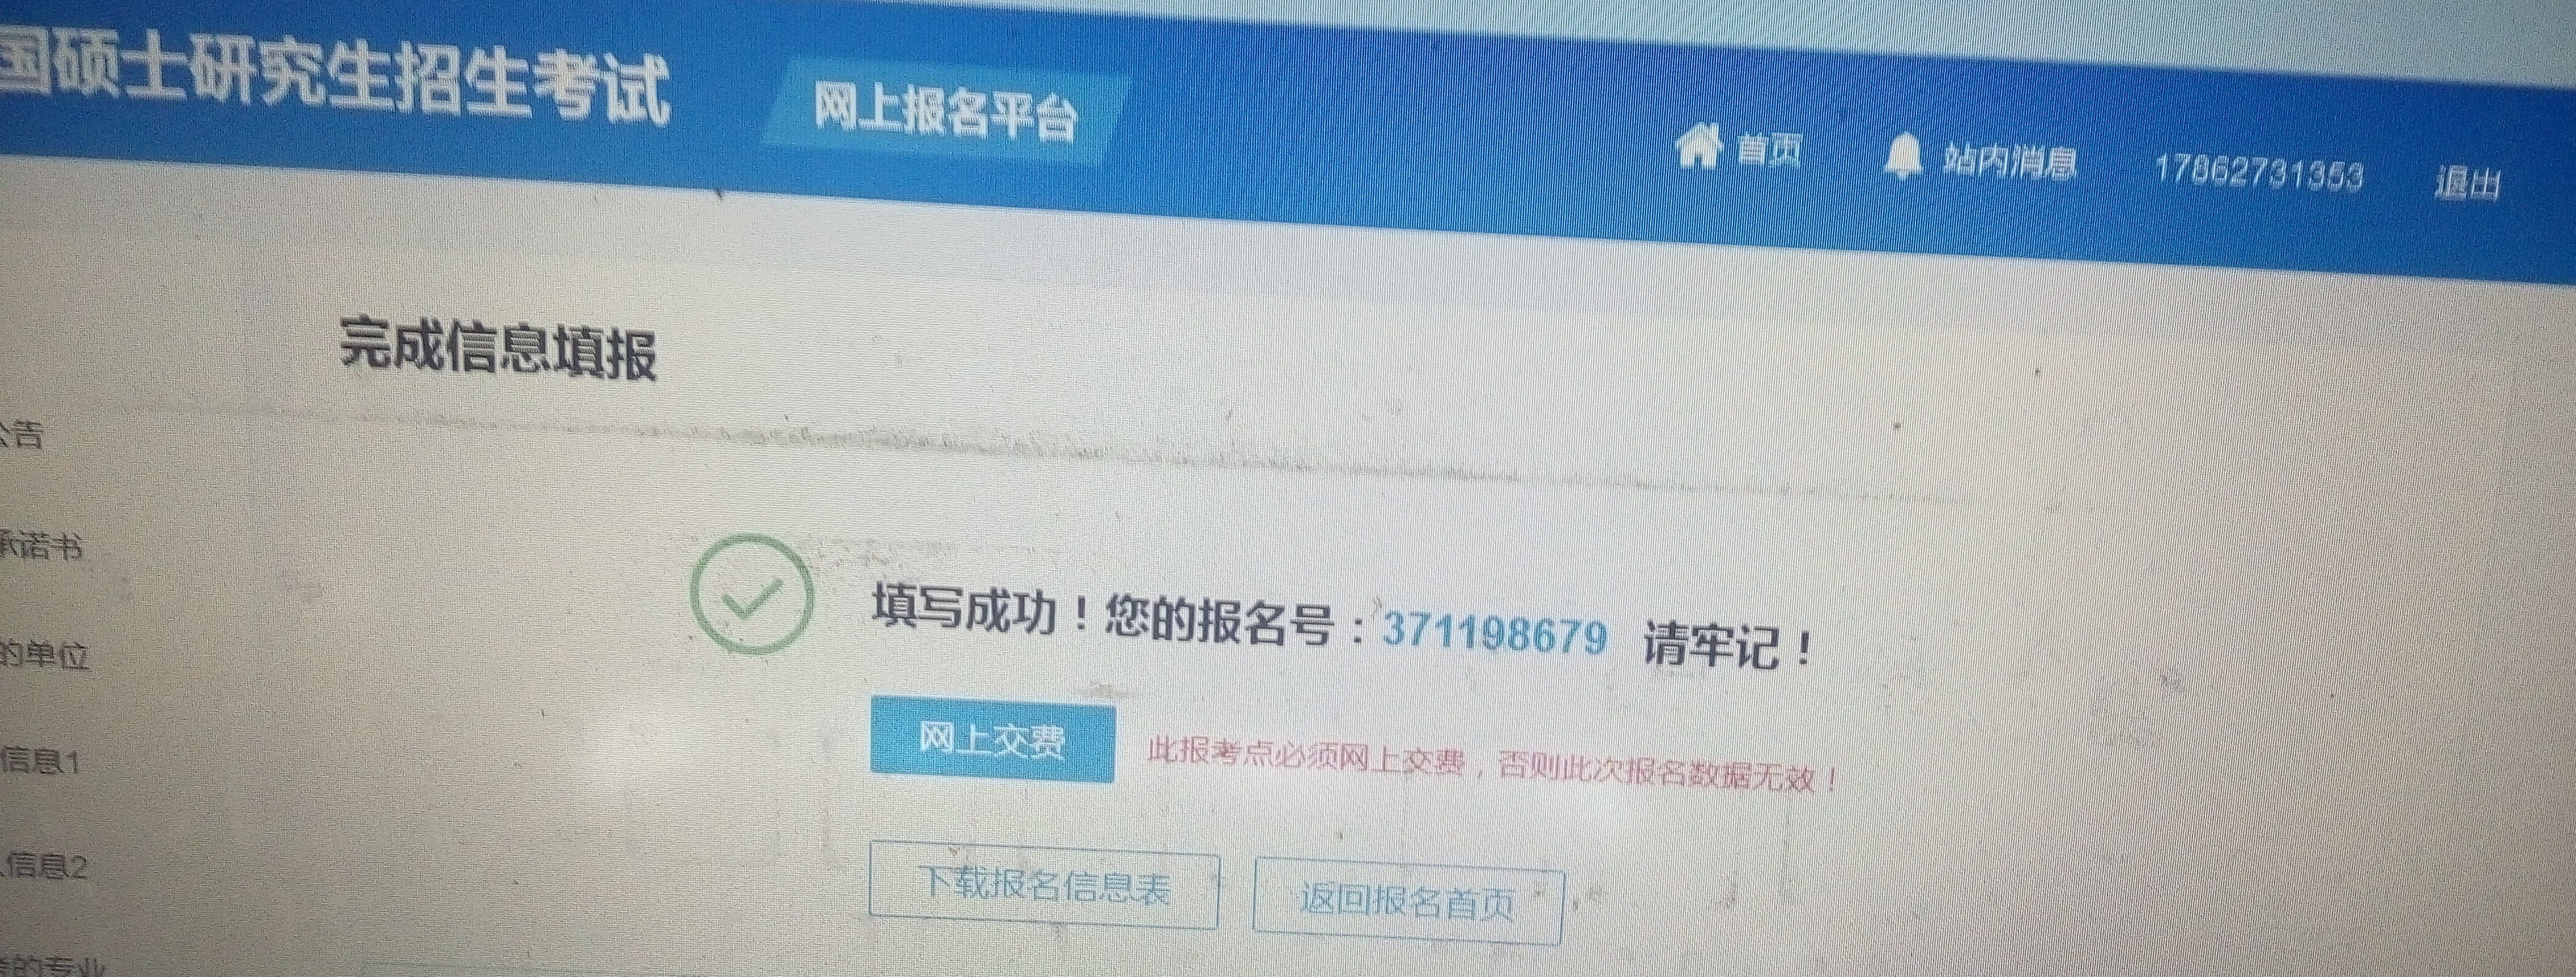 国硕士研究生招生考试
网上报名平台
首页
站内消息
17862731353
退出
完成信息填报
公告
承诺书
的单位
信息1
信息2
的专业
填写成功！您的报名号：371198679 请牢记！
网上交费
此报考点必须网上交费，否则此次报名数据无效！
下载报名信息表
返回报名首页